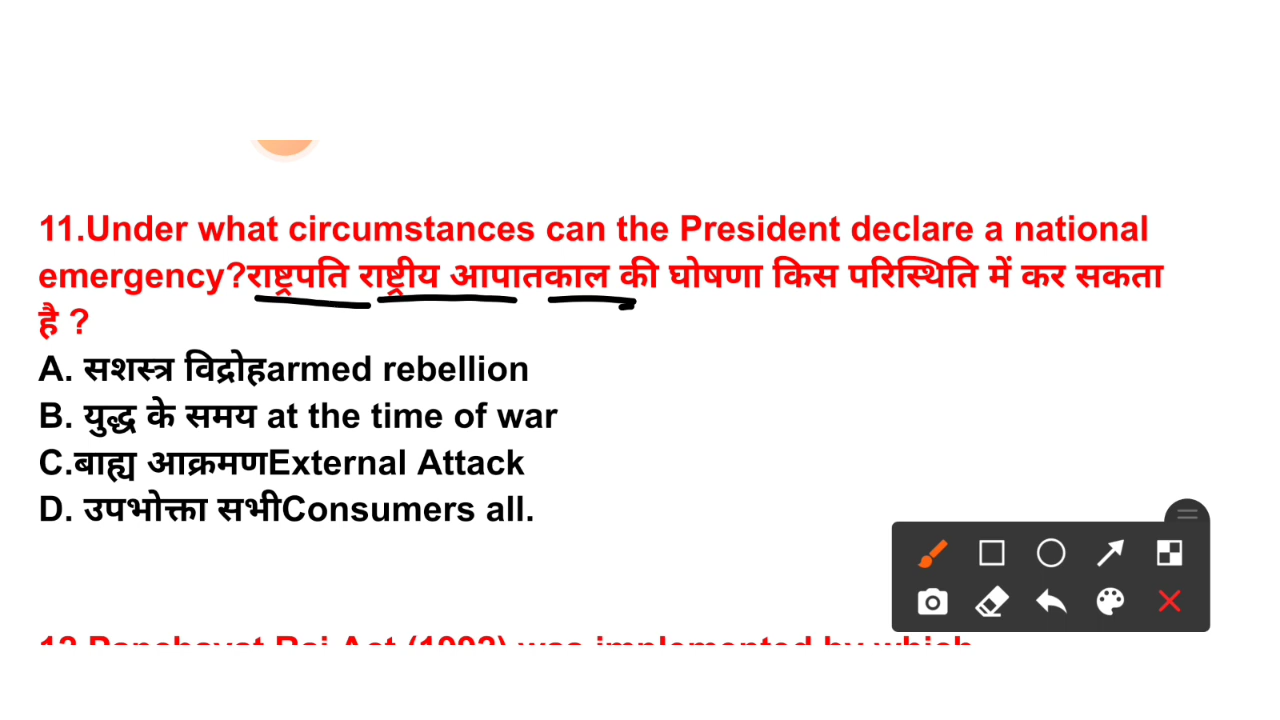 11.Under what circumstances can the President declare a national
emergency?राष्ट्रपति राष्ट्रीय आपातकाल की घोषणा किस परिस्थिति में कर सकता
है ?
A. सशस्त्र विद्रोहarmed rebellion
B. युद्ध के समय at the time of war
C.बाह्य आक्रमणExternal Attack
D. उपभोक्ता सभीConsumers all.
12.Panchayat Raj Act (1992) was implemented by which